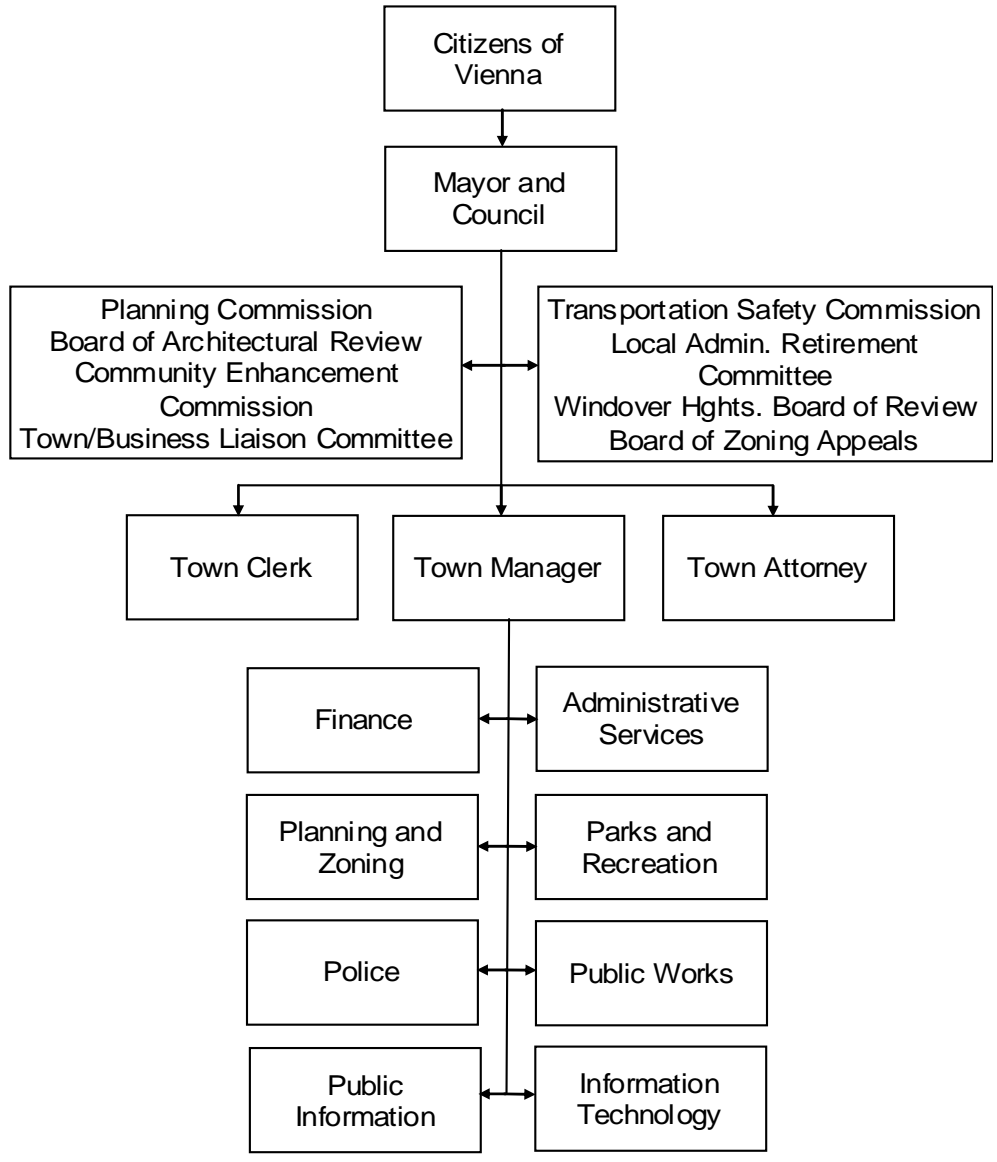 Citizens of
Vienna
Mayor and
Council
Planning Commission
Board of Architectural Review
Community Enhancement
Commission
Town/Business Liaison Committee
Transportation Safety Commission
Local Admin. Retirement
Committee
Windover Hghts. Board of Review
Board of Zoning Appeals
Town Clerk
Town Manager
Town Attorney
Finance
Administrative
Services
Planning and
Zoning
Parks and
Recreation
Police
Public Works
Public
Information
Information
Technology